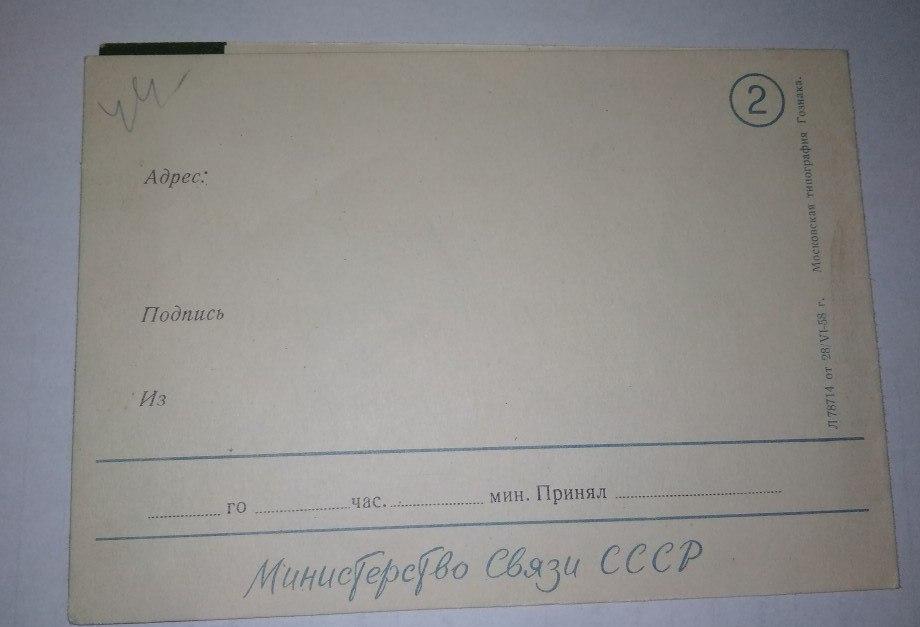 2
Адрес:
Подпись
Из
го час. мин. Принял
Министерство Связи СССР
Л 78714 от 28/VI-58 г. Московская типография Гознака.